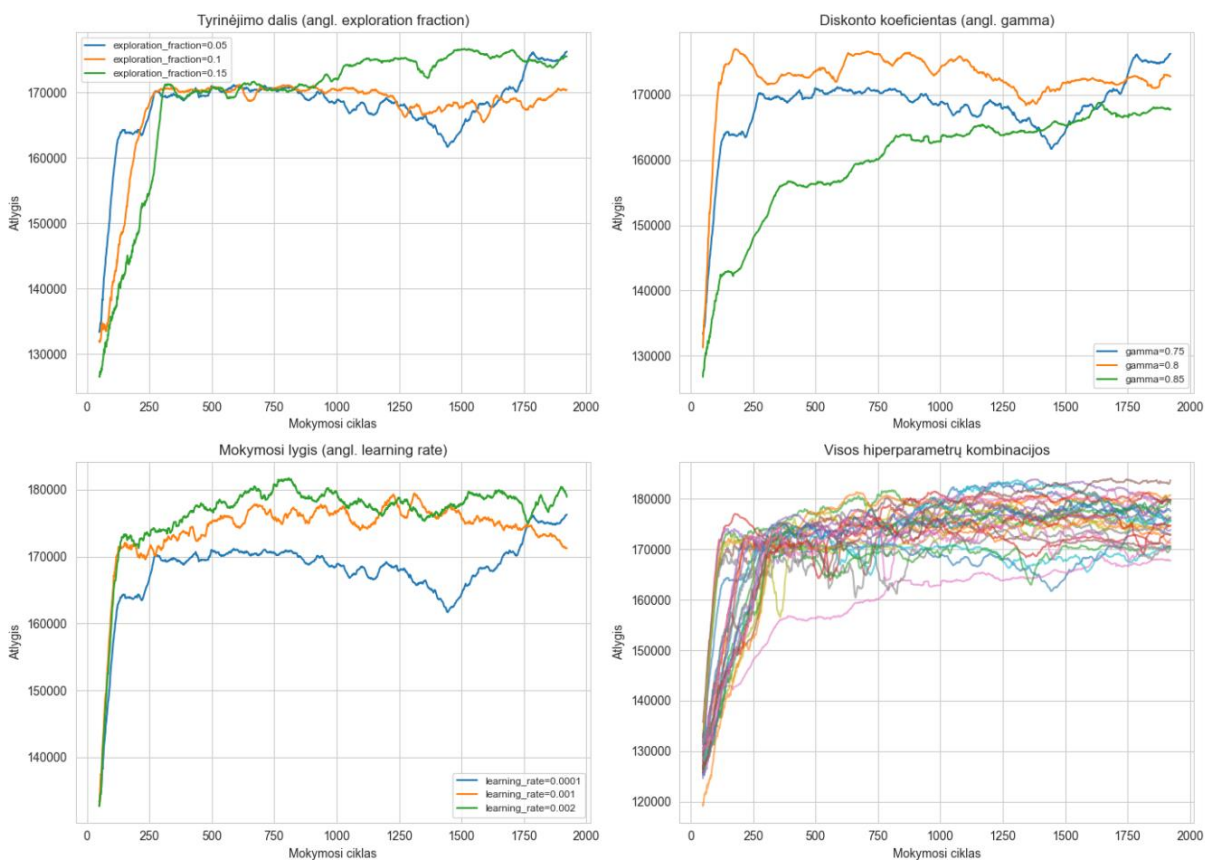 Tyrinėjimo dalis (angl. exploration fraction)
exploration_fraction=0.05
exploration_fraction=0.1
exploration_fraction=0.15
170000
160000
150000
140000
130000
Atlygis
0 250 500 750 1000 1250 1500 1750 2000
Mokymosi ciklas
Diskonto koeficientas (angl. gamma)
170000
160000
150000
140000
130000
Atlygis
gamma=0.75
gamma=0.8
gamma=0.85
0 250 500 750 1000 1250 1500 1750 2000
Mokymosi ciklas
Mokymosi lygis (angl. learning rate)
180000
170000
160000
150000
140000
Atlygis
learning_rate=0.0001
learning_rate=0.001
learning_rate=0.002
0 250 500 750 1000 1250 1500 1750 2000
Mokymosi ciklas
Visos hiperparametrų kombinacijos
180000
170000
160000
150000
140000
130000
120000
Atlygis
0 250 500 750 1000 1250 1500 1750 2000
Mokymosi ciklas